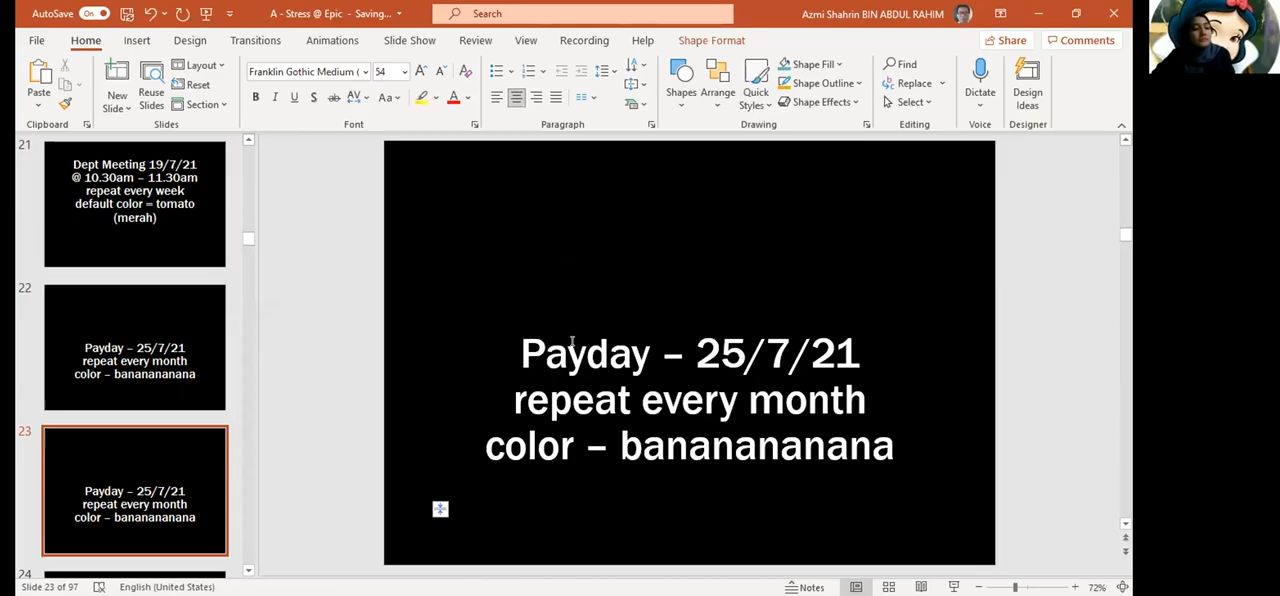 AutoSave
On
A - Stress @ Epic - Saving...
Search
Azmi Shahrin BIN ABDUL RAHIM
File
Home
Insert
Design
Transitions
Animations
Slide Show
Review
View
Recording
Help
Shape Format
Share
Comments
Paste
New
Slide
Reuse
Slides
Layout
Reset
Section
Franklin Gothic Medium (
54
Shape Fill
Shape Outline
Shape Effects
Shapes
Arrange
Quick
Styles
Find
Replace
Select
Dictate
Design
Ideas
Clipboard
Slides
Font
Paragraph
Drawing
Editing
Voice
Designer
21
Dept Meeting 19/7/21
@ 10.30am – 11.30am
repeat every week
default color = tomato
(merah)
22
Payday – 25/7/21
repeat every month
color – banananana
23
Payday – 25/7/21
repeat every month
color – banananana
24
Payday – 25/7/21
repeat every month
color – bananananana
Slide 23 of 97
English (United States)
Notes
72%